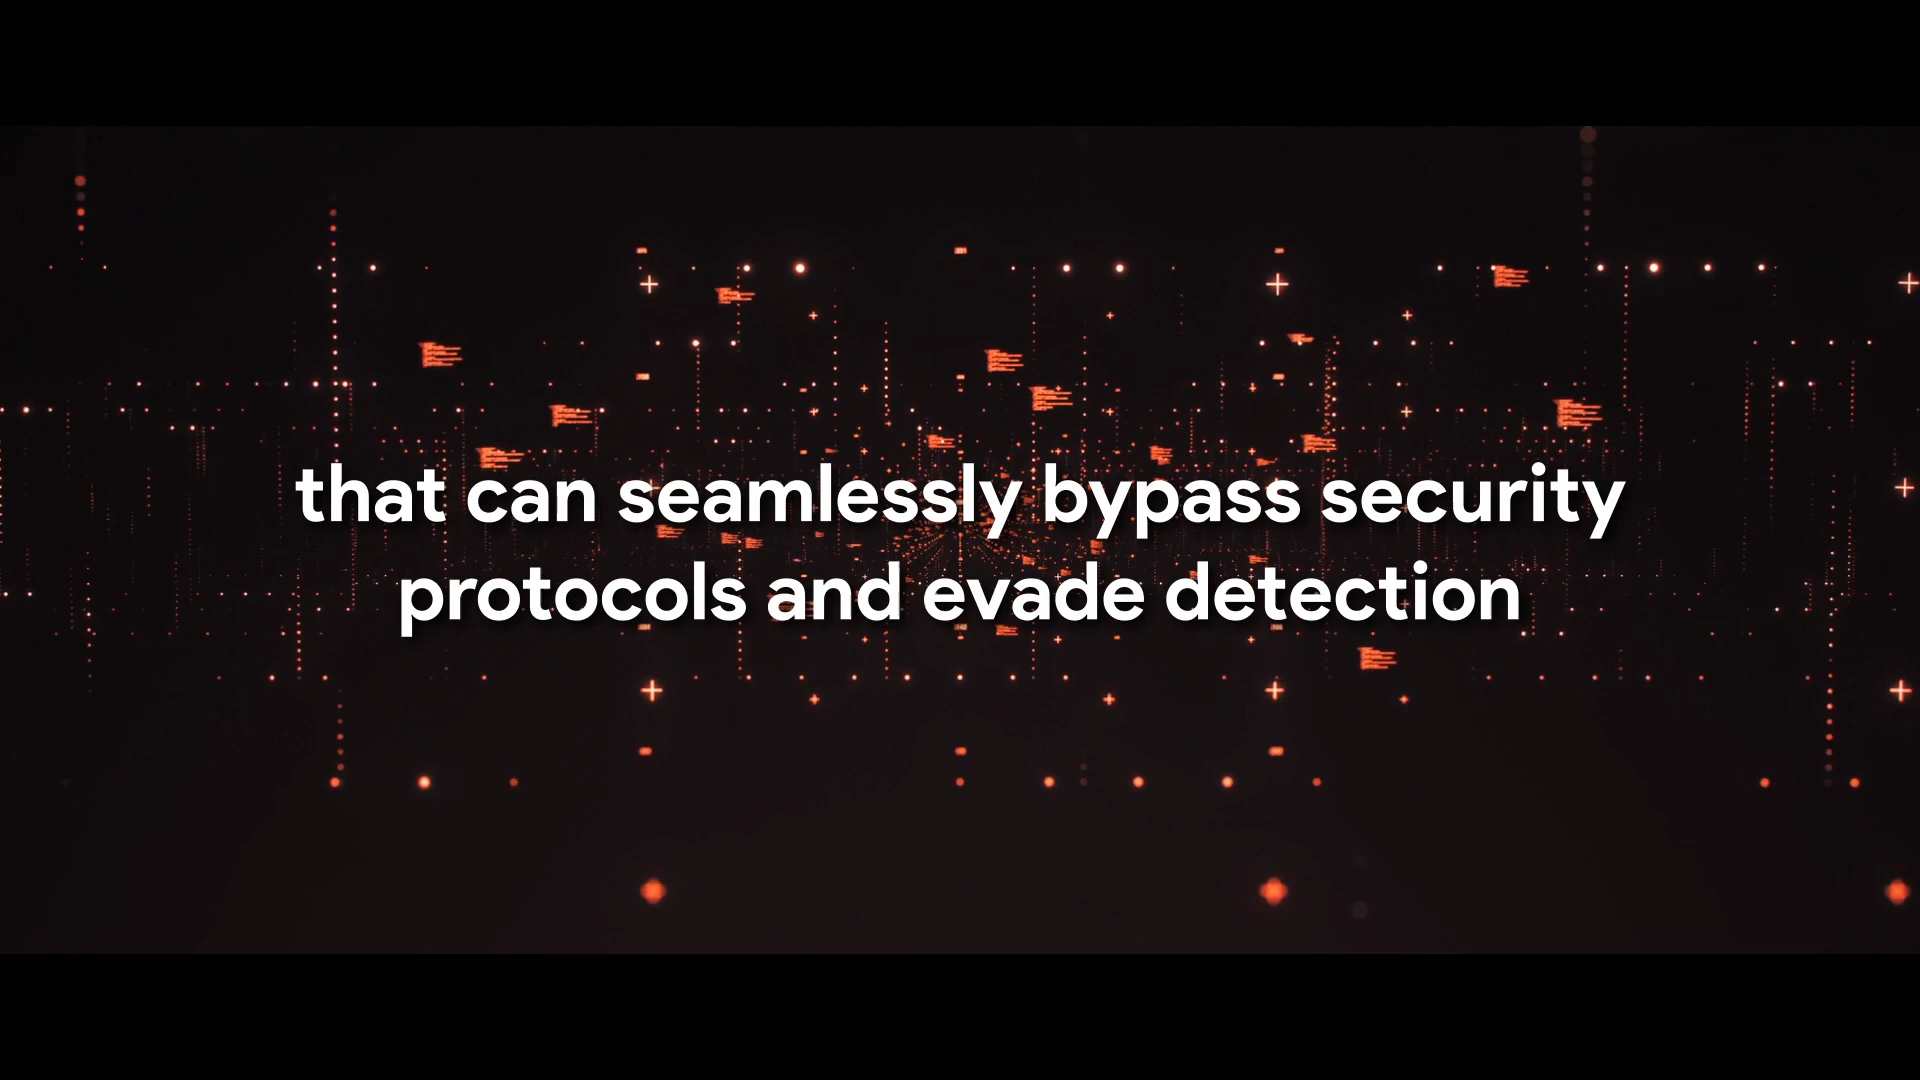 that can seamlessly bypass security
protocols and evade detection